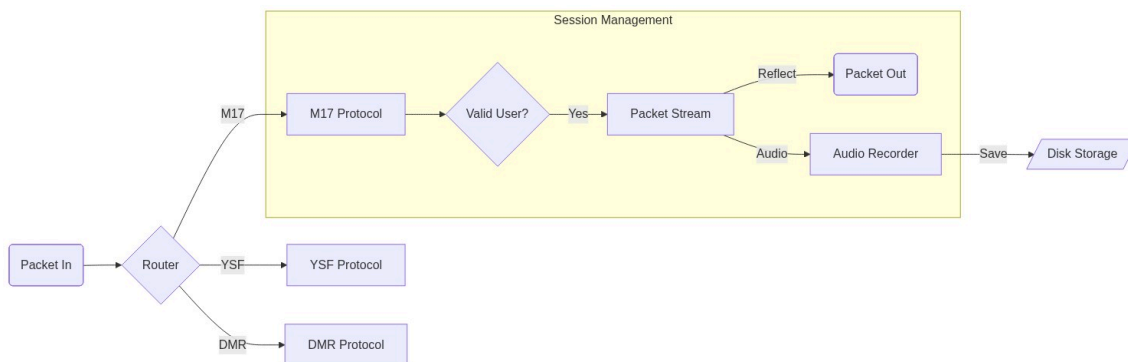 Session Management
M17
M17 Protocol
Valid User?
Yes
Packet Stream
Reflect
Packet Out
Audio
Audio Recorder
Save
Disk Storage
Packet In
Router
YSF
YSF Protocol
DMR
DMR Protocol